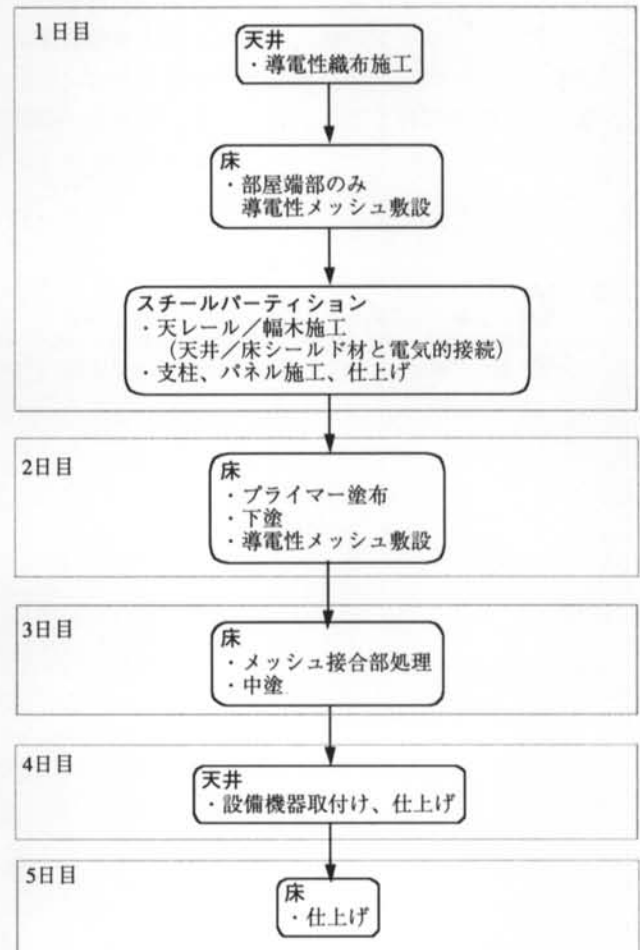 1日目
天井
・導電性織布施工
床
・部屋端部のみ
導電性メッシュ敷設
スチールパーティション
・天レール／幅木施工
（天井／床シールド材と電気的接続）
・支柱、パネル施工、仕上げ
2日目
床
・プライマー塗布
・下塗
・導電性メッシュ敷設
3日目
床
・メッシュ接合部処理
・中塗
4日目
天井
・設備機器取付け、仕上げ
5日目
床
・仕上げ